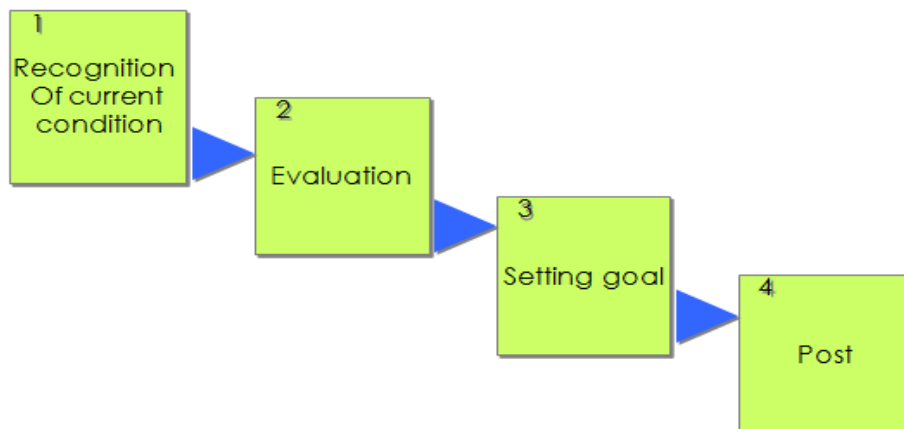 1
Recognition
Of current
condition
2
Evaluation
3
Setting goal
4
Post